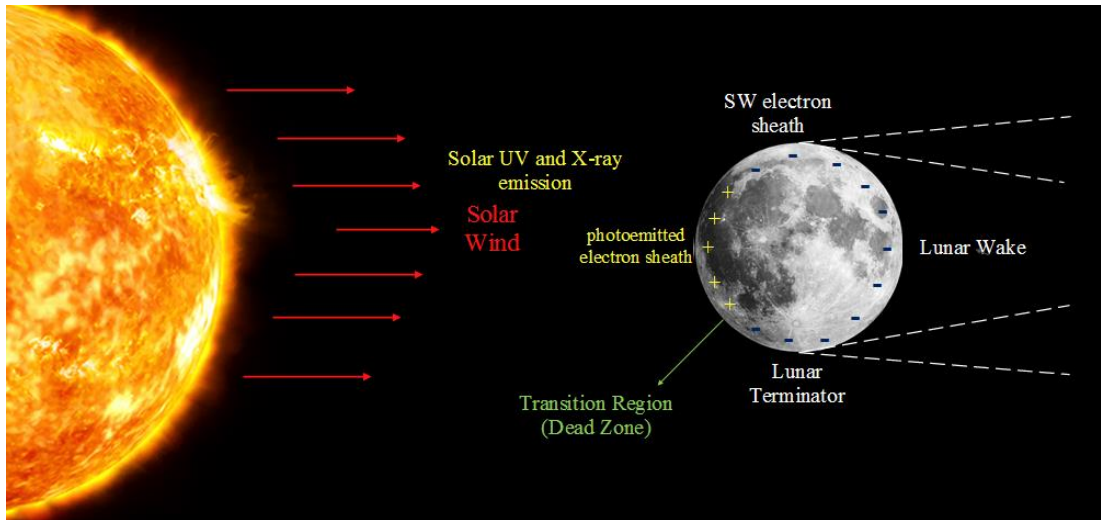 SW electron
sheath
Solar UV and X-ray
emission
Solar
Wind
photoemitted
electron sheath
+
+
+
+
+
-
-
-
-
-
-
-
-
-
-
-
Lunar Wake
Lunar
Terminator
Transition Region
(Dead Zone)